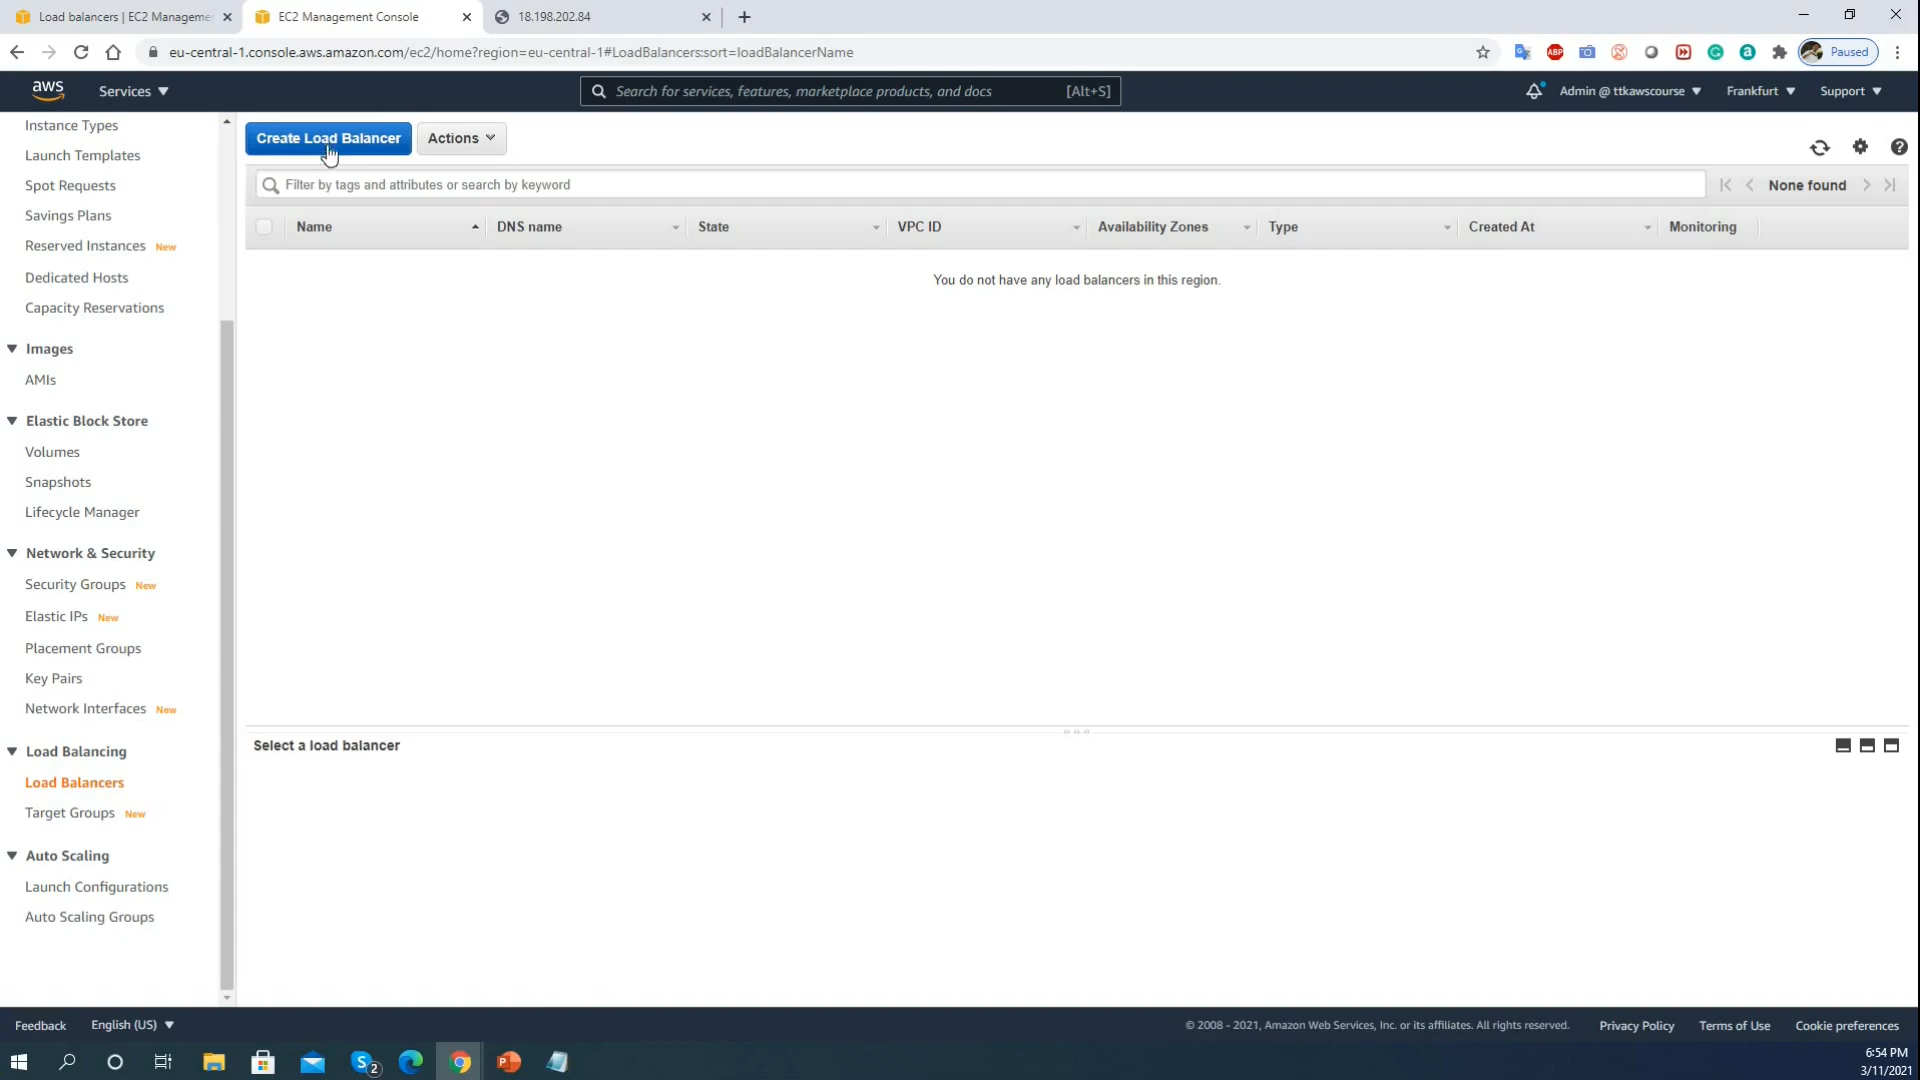 Load balancers | EC2 Manageme
EC2 Management Console
18.198.202.84
eu-central-1.console.aws.amazon.com/ec2/home?region=eu-central-1#LoadBalancers:sort=loadBalancerName
ABP
Paused
aws
Services
Search for services, features, marketplace products, and docs
[Alt+S]
Admin @ ttkawscourse
Frankfurt
Support
Instance Types
Launch Templates
Spot Requests
Savings Plans
Reserved Instances New
Dedicated Hosts
Capacity Reservations
Images
AMIs
Elastic Block Store
Volumes
Snapshots
Lifecycle Manager
Network & Security
Security Groups New
Elastic IPs New
Placement Groups
Key Pairs
Network Interfaces New
Load Balancing
Load Balancers
Target Groups New
Auto Scaling
Launch Configurations
Auto Scaling Groups
Create Load Balancer
Actions
Filter by tags and attributes or search by keyword
None found
Name
DNS name
State
VPC ID
Availability Zones
Type
Created At
Monitoring
You do not have any load balancers in this region.
Select a load balancer
Feedback
English (US)
© 2008 - 2021, Amazon Web Services, Inc. or its affiliates. All rights reserved.
Privacy Policy
Terms of Use
Cookie preferences
6:54 PM
3/11/2021